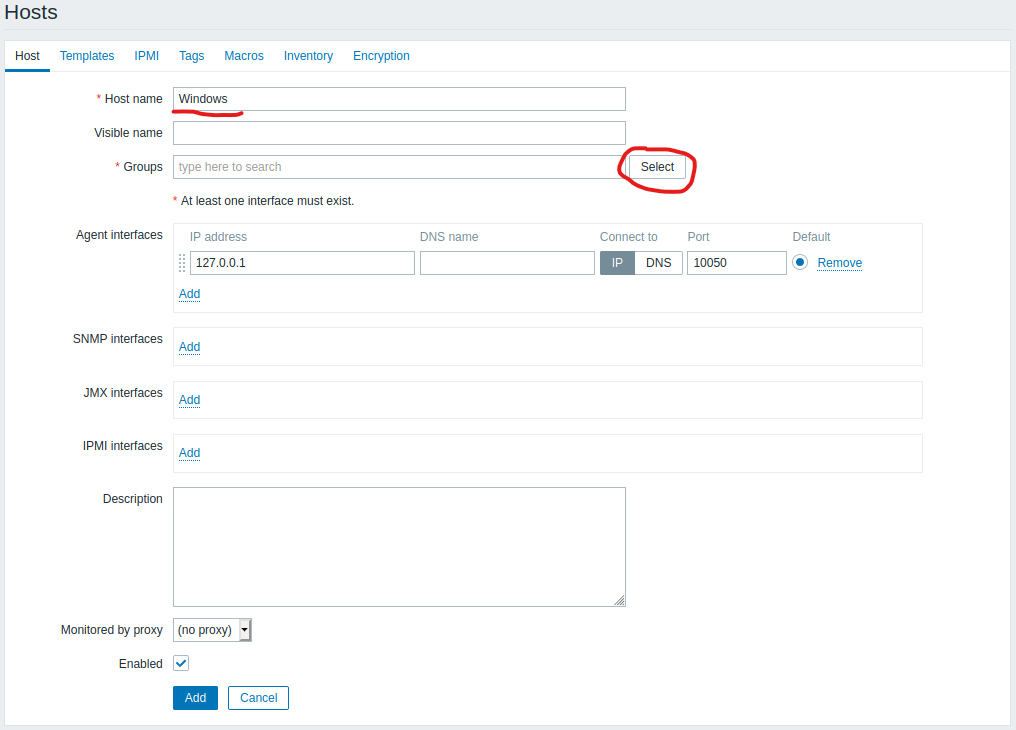 Hosts
Host Templates IPMI Tags Macros Inventory Encryption
* Host name Windows
Visible name
* Groups type here to search Select
* At least one interface must exist.
Agent interfaces IP address DNS name Connect to Port Default
127.0.0.1 IP DNS 10050 Remove
Add
SNMP interfaces Add
JMX interfaces Add
IPMI interfaces Add
Description
Monitored by proxy (no proxy)
Enabled
Add Cancel